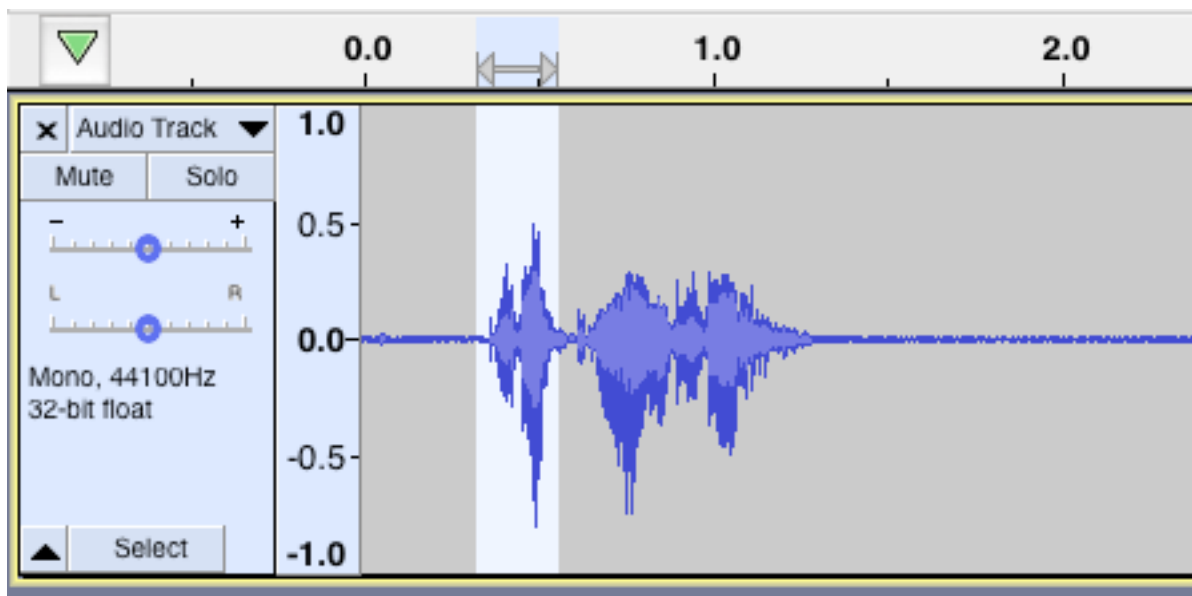 0.0 1.0 2.0
× Audio Track 1.0
Mute Solo
- + 0.5
L R
0.0
Mono, 44100Hz
32-bit float
-0.5
Select -1.0